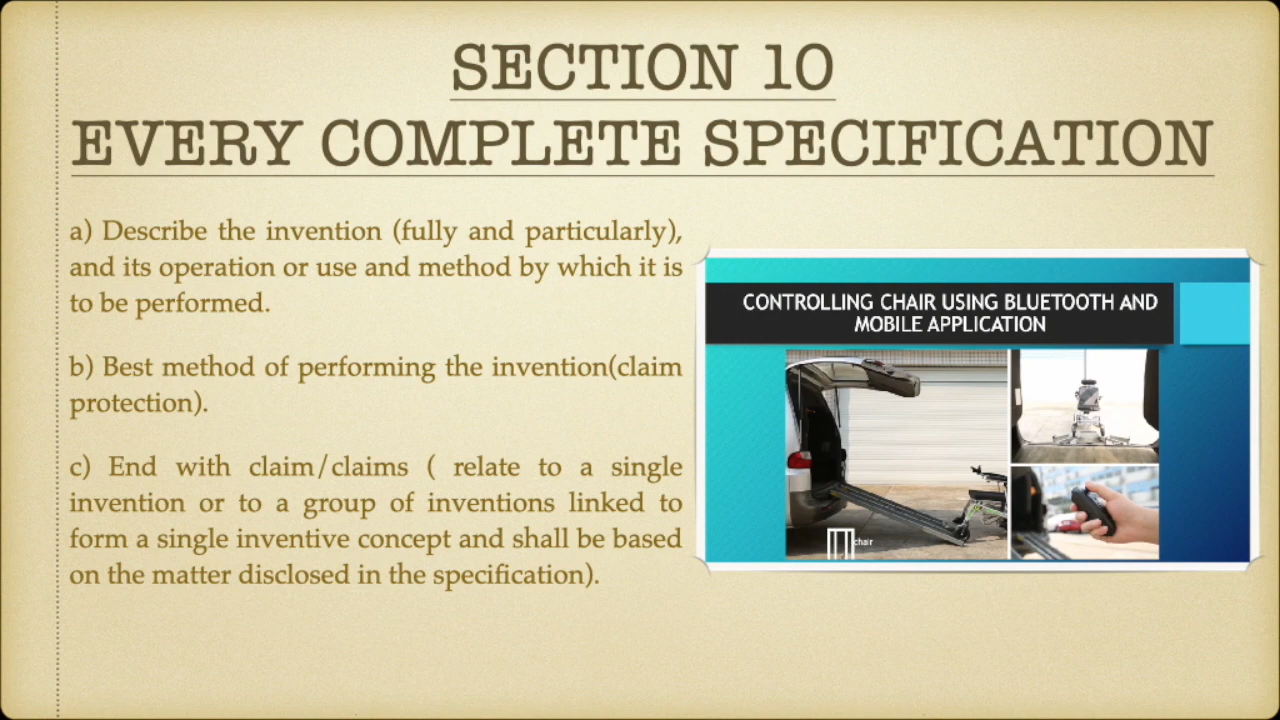 SECTION 10
EVERY COMPLETE SPECIFICATION
a) Describe the invention (fully and particularly),
and its operation or use and method by which it is
to be performed.
b) Best method of performing the invention(claim
protection).
c) End with claim/claims ( relate to a single
invention or to a group of inventions linked to
form a single inventive concept and shall be based
on the matter disclosed in the specification).
CONTROLLING CHAIR USING BLUETOOTH AND
MOBILE APPLICATION
chair